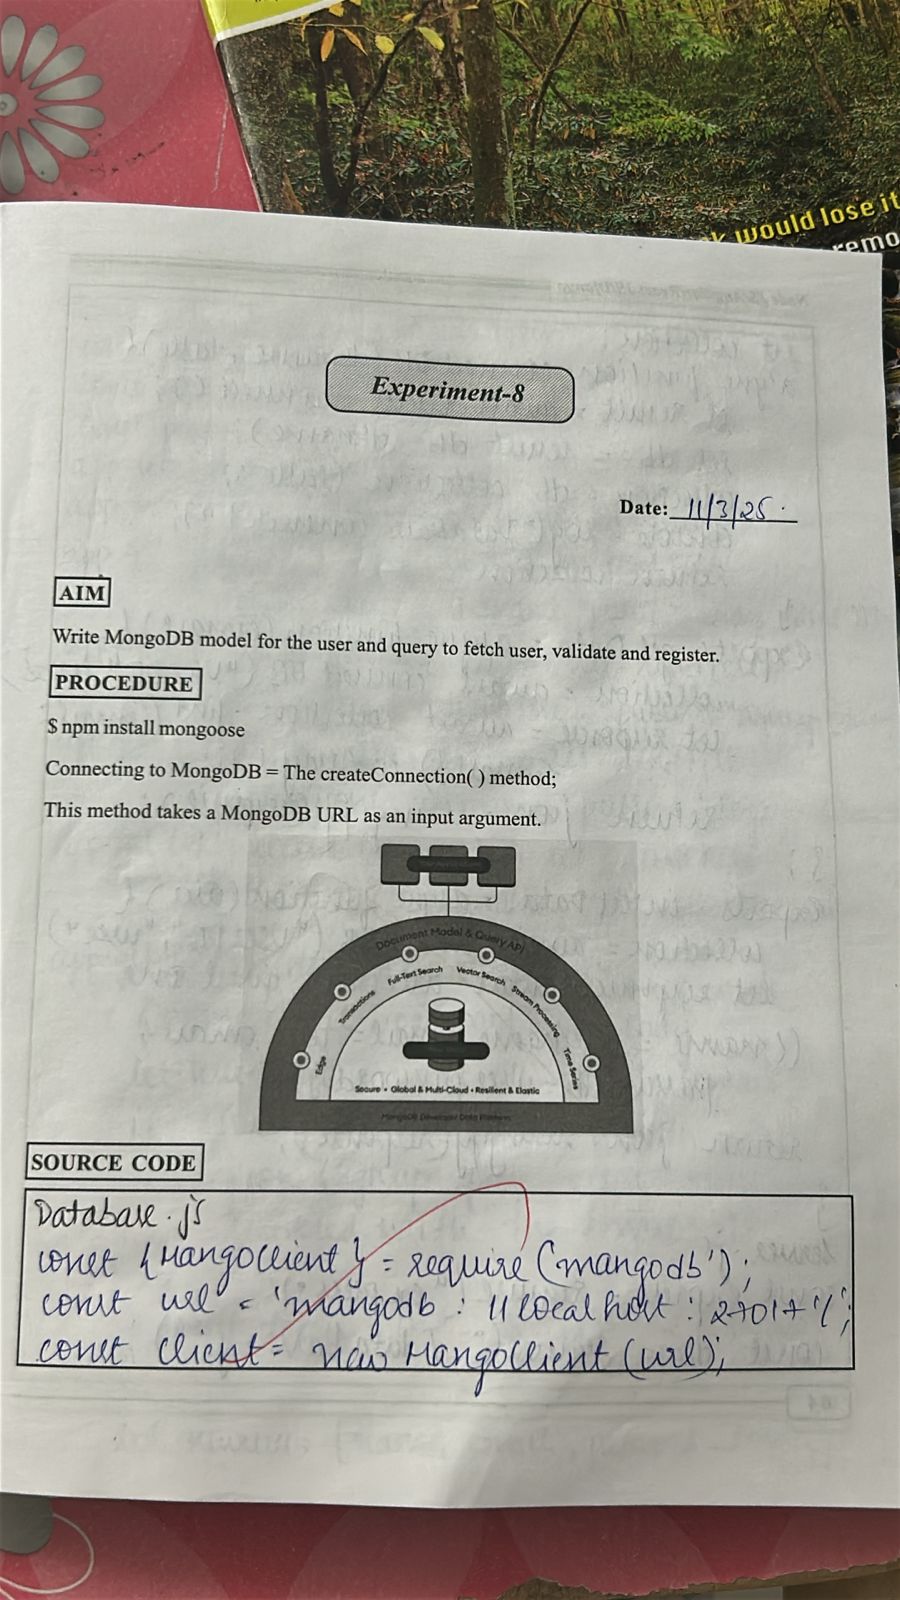 would lose it
remo
Experiment-8
Date: 11/3/25.
AIM
Write MongoDB model for the user and query to fetch user, validate and register.
PROCEDURE
$ npm install mongoose
Connecting to MongoDB = The createConnection( ) method;
This method takes a MongoDB URL as an input argument.
Document Model & Query API
Full-Text Search
Vector Search
Transactions
Stream Processing
Edge
Time Series
Secure • Global & Multi-Cloud • Resilient & Elastic
MongoDB Developer Data Platform
SOURCE CODE
Database.js
const {MangoClient} = require (mangodb');
const url = 'mangodb : //localhost : 27017/';
const client = new MangoClient (url);